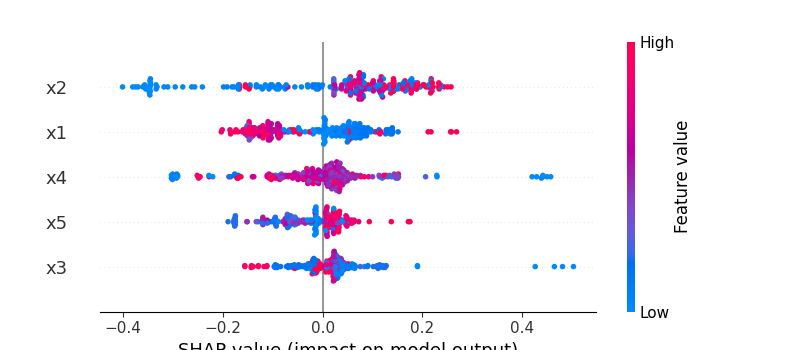 High
x2
x1
x4
x5
x3
Feature value
Low
−0.4 −0.2 0.0 0.2 0.4
SHAP value (impact on model output)